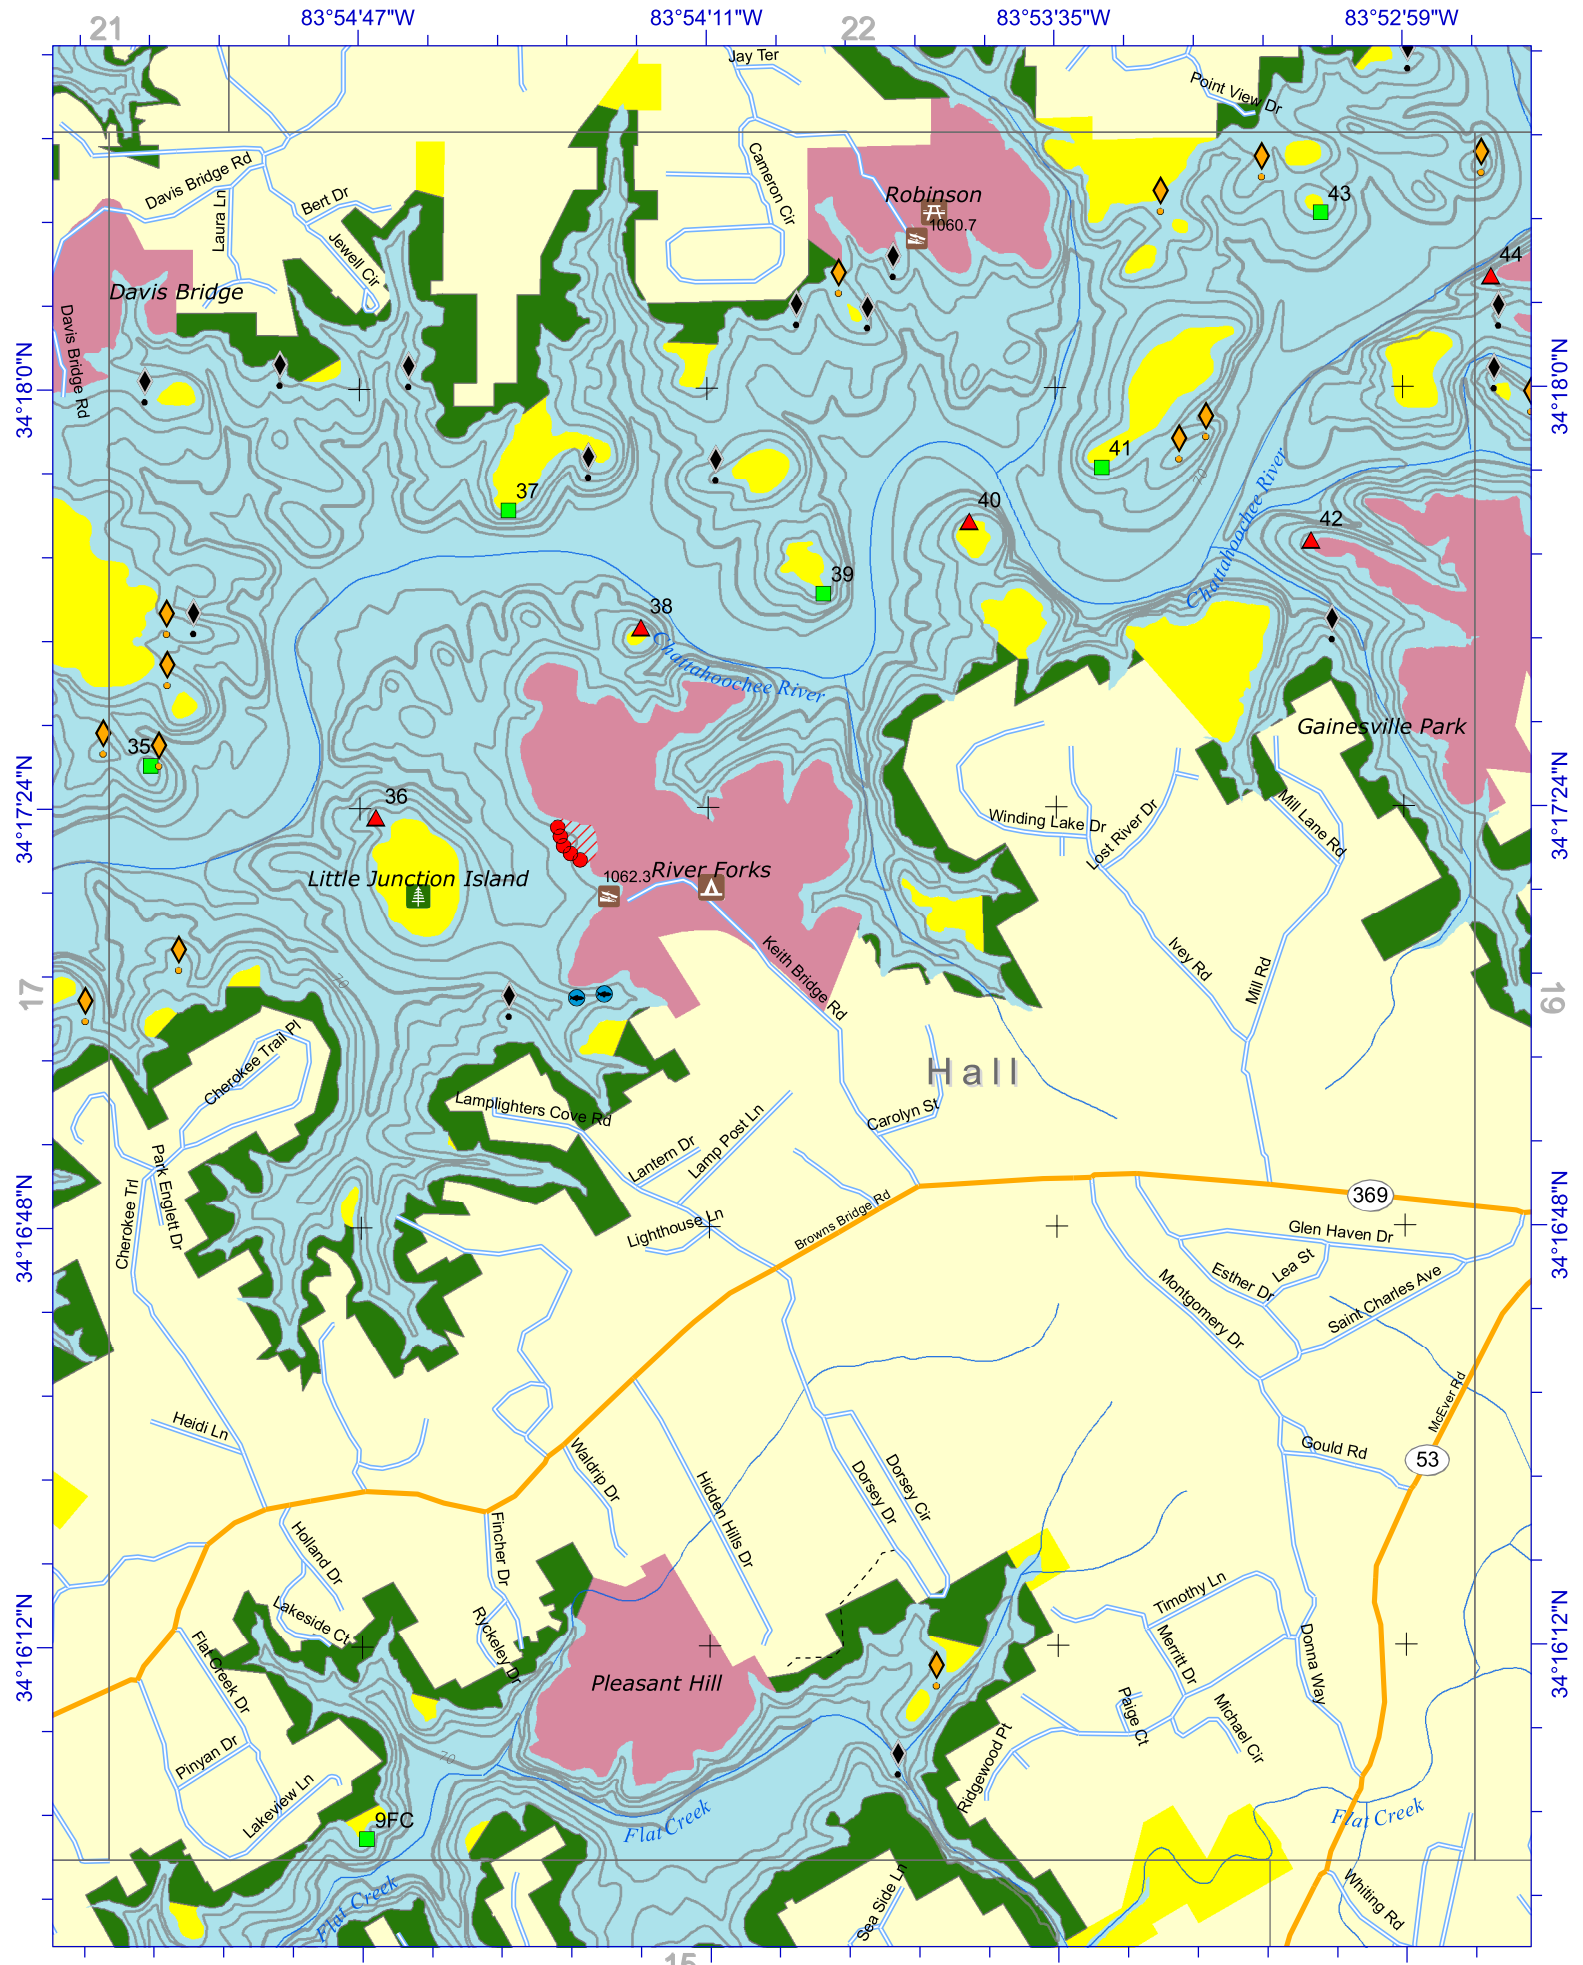 21
83°54'47"W
83°54'11"W
22
83°53'35"W
83°52'59"W
Jay Ter
Point View Dr
Davis Bridge Rd
Laura Ln
Bert Dr
Jewell Cir
Cameron Cir
Robinson
1060.7
43
44
Davis Bridge
Davis Bridge Rd
34°18'0"N
34°18'0"N
37
41
40
42
Chattahoochee River
39
38
Chattahoochee River
70
35
Gainesville Park
34°17'24"N
34°17'24"N
36
Winding Lake Dr
Lost River Dr
Mill Lane Rd
Little Junction Island
1062.3
River Forks
Keith Bridge Rd
Ivey Rd
Mill Rd
70
17
19
Cherokee Trail Pl
Hall
Lamplighters Cove Rd
Lantern Dr
Lamp Post Ln
Carolyn St
Park Englett Dr
Cherokee Trl
Lighthouse Ln
Browns Bridge Rd
369
34°16'48"N
34°16'48"N
Glen Haven Dr
Esther Dr
Lea St
Saint Charles Ave
Montgomery Dr
McEver Rd
Heidi Ln
Gould Rd
53
Waldrip Dr
Hidden Hills Dr
Dorsey Dr
Dorsey Cir
Holland Dr
Fincher Dr
Lakeside Ct
Ryckeley Dr
Timothy Ln
Merritt Dr
Donna Way
34°16'12"N
34°16'12"N
Flat Creek Dr
Pleasant Hill
Paige Ct
Michael Cir
Pinyan Dr
70
Ridgewood Pt
Lakeview Ln
9FC
Flat Creek
Flat Creek
Flat Creek
Sea Side Ln
Whiting Rd
15